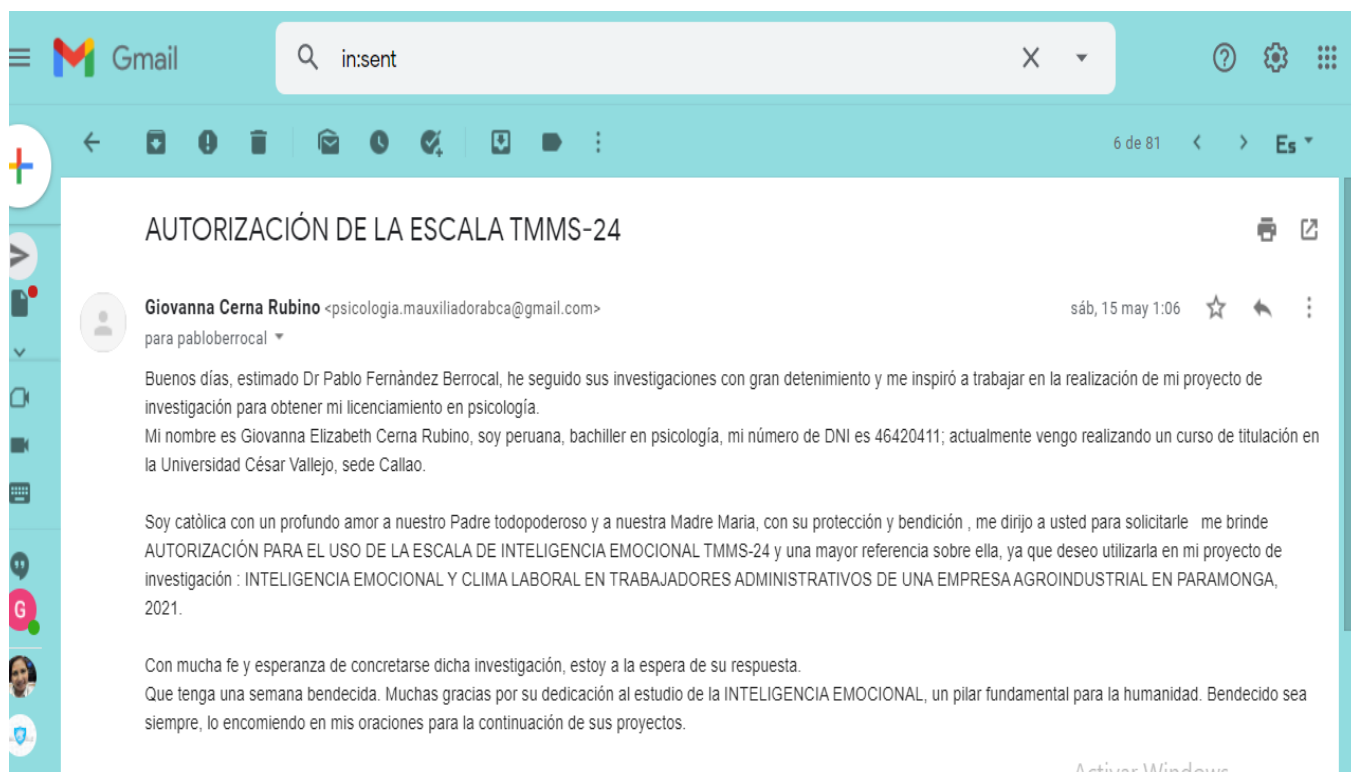 Gmail
in:sent
6 de 81
Es
AUTORIZACIÓN DE LA ESCALA TMMS-24
Giovanna Cerna Rubino <psicologia.mauxiliadorabca@gmail.com>
sáb, 15 may 1:06
para pabloberrocal
Buenos días, estimado Dr Pablo Fernàndez Berrocal, he seguido sus investigaciones con gran detenimiento y me inspiró a trabajar en la realización de mi proyecto de
investigación para obtener mi licenciamiento en psicología.
Mi nombre es Giovanna Elizabeth Cerna Rubino, soy peruana, bachiller en psicología, mi número de DNI es 46420411; actualmente vengo realizando un curso de titulación en
la Universidad César Vallejo, sede Callao.
Soy catòlica con un profundo amor a nuestro Padre todopoderoso y a nuestra Madre Maria, con su protección y bendición , me dirijo a usted para solicitarle me brinde
AUTORIZACIÓN PARA EL USO DE LA ESCALA DE INTELIGENCIA EMOCIONAL TMMS-24 y una mayor referencia sobre ella, ya que deseo utilizarla en mi proyecto de
investigación : INTELIGENCIA EMOCIONAL Y CLIMA LABORAL EN TRABAJADORES ADMINISTRATIVOS DE UNA EMPRESA AGROINDUSTRIAL EN PARAMONGA,
2021.
Con mucha fe y esperanza de concretarse dicha investigación, estoy a la espera de su respuesta.
Que tenga una semana bendecida. Muchas gracias por su dedicación al estudio de la INTELIGENCIA EMOCIONAL, un pilar fundamental para la humanidad. Bendecido sea
siempre, lo encomiendo en mis oraciones para la continuación de sus proyectos.
G
Activar Windows